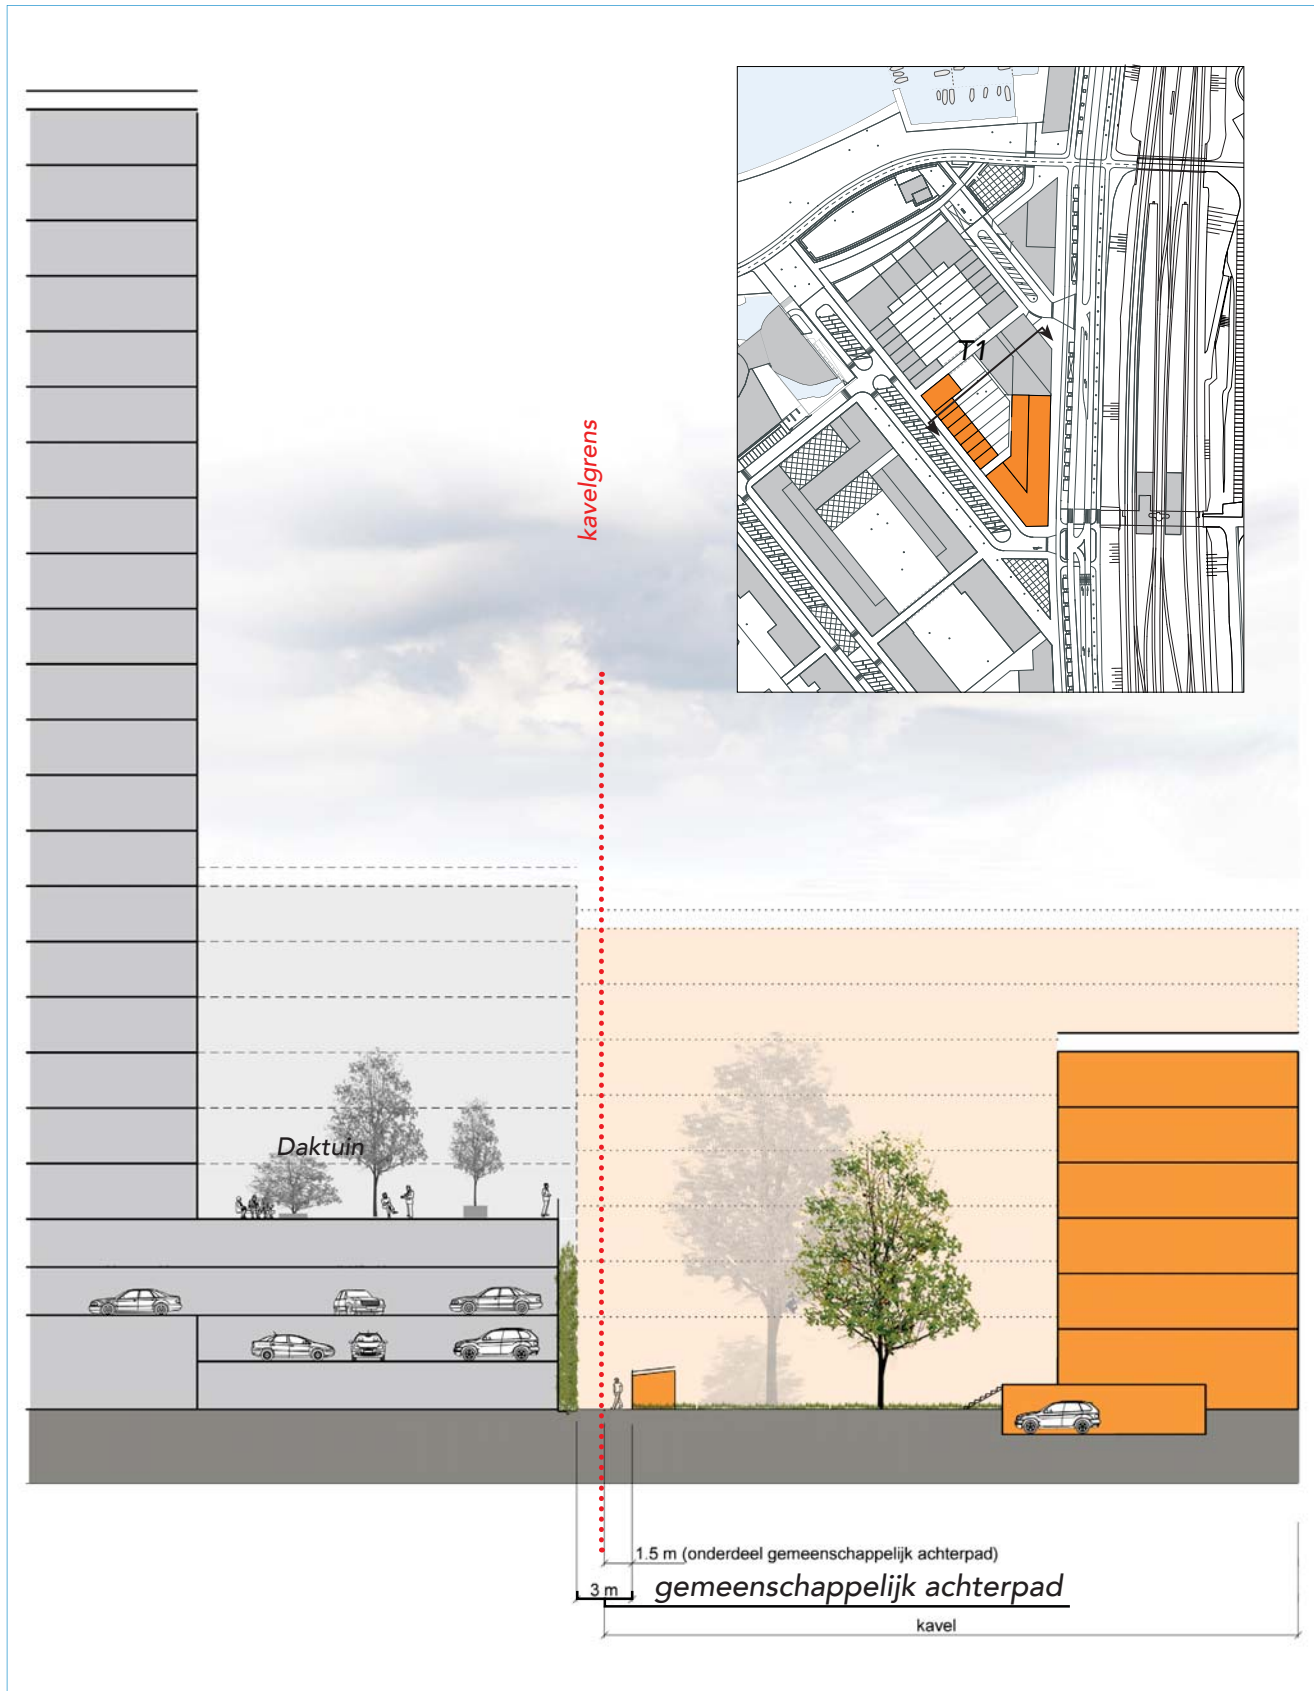 T1
kavelgrens
Daktuin
1.5 m (onderdeel gemeenschappelijk achterpad)
3 m
gemeenschappelijk achterpad
kavel